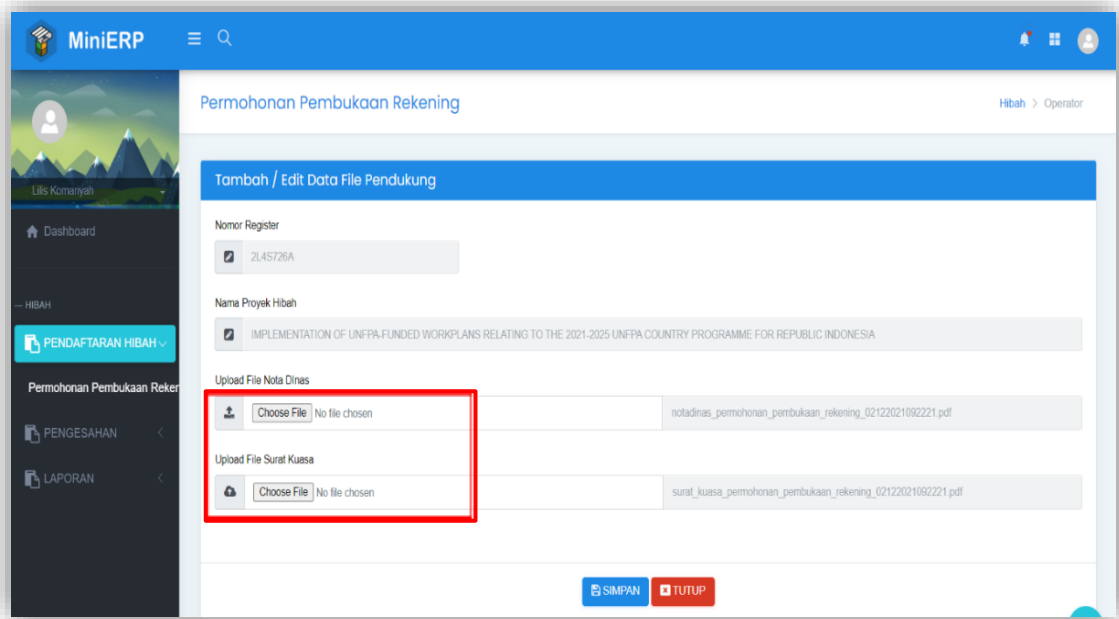 MiniERP
Permohonan Pembukaan Rekening
Hibah > Operator
Lilis Komariyah
Dashboard
Tambah / Edit Data File Pendukung
Nomor Register
2L4S726A
-- HIBAH
Nama Proyek Hibah
IMPLEMENTATION OF UNFPA-FUNDED WORKPLANS RELATING TO THE 2021-2025 UNFPA COUNTRY PROGRAMME FOR REPUBLIC INDONESIA
PENDAFTARAN HIBAH
Permohonan Pembukaan Reker
Upload File Nota DInas
Choose File No file chosen
notadinas_permohonan_pembukaan_rekening_02122021092221.pdf
PENGESAHAN
Upload File Surat Kuasa
LAPORAN
Choose File No file chosen
surat_kuasa_permohonan_pembukaan_rekening_02122021092221.pdf
SIMPAN
TUTUP